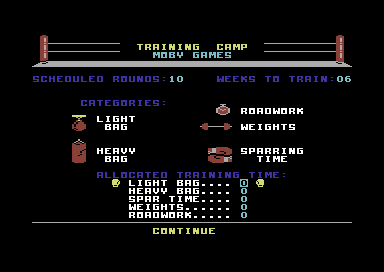 TRAINING CAMP
MOBY GAMES
SCHEDULED ROUNDS:10 WEEKS TO TRAIN:06
CATEGORIES:
ROADWORK
LIGHT
BAG
WEIGHTS
HEAVY
BAG
SPARRING
TIME
ALLOCATED TRAINING TIME:
LIGHT BAG.... 0
HEAVY BAG.... 0
SPAR TIME.... 0
WEIGHTS...... 0
ROADWORK..... 0
CONTINUE